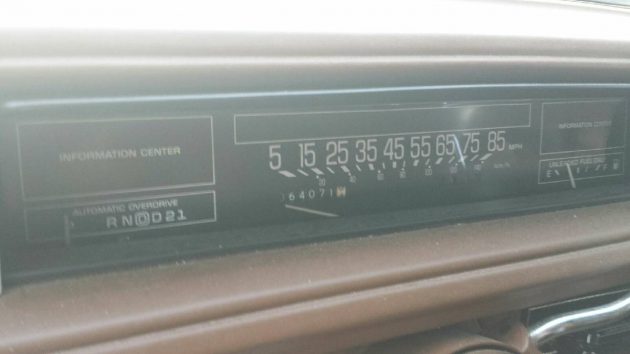 INFORMATION CENTER
AUTOMATIC OVERDRIVE
R N D D 2 1
5 15 25 35 45 55 65 75 85 MPH
64071
INFORMATION CENTER
UNLEADED FUEL ONLY
E F